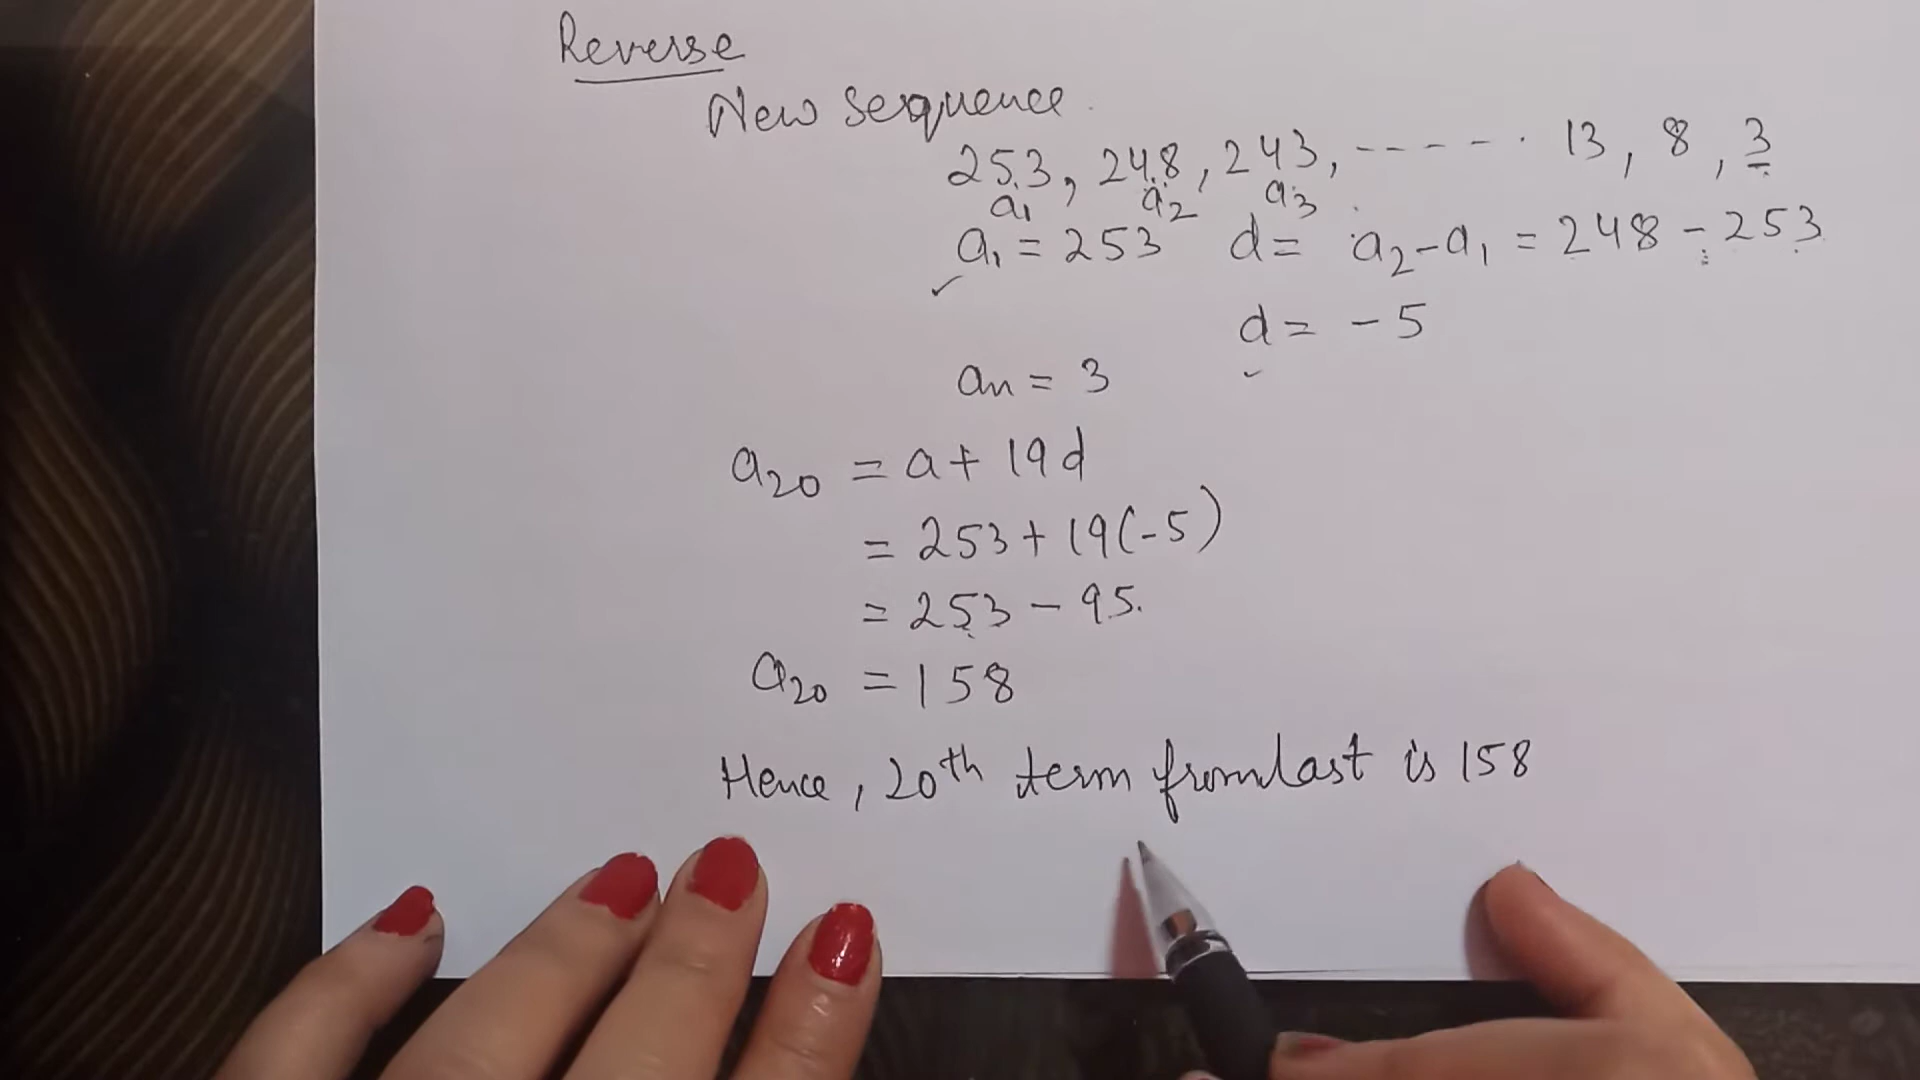 Reverse
New Sequence.
253, 248, 243, ------ 13, 8, 3
a1 a2 a3
a1 = 253 d = a2-a1 = 248 - 253
d = -5
an = 3
a20 = a + 19d
= 253 + 19(-5)
= 253 - 95
a20 = 158
Hence, 20th term from last is 158